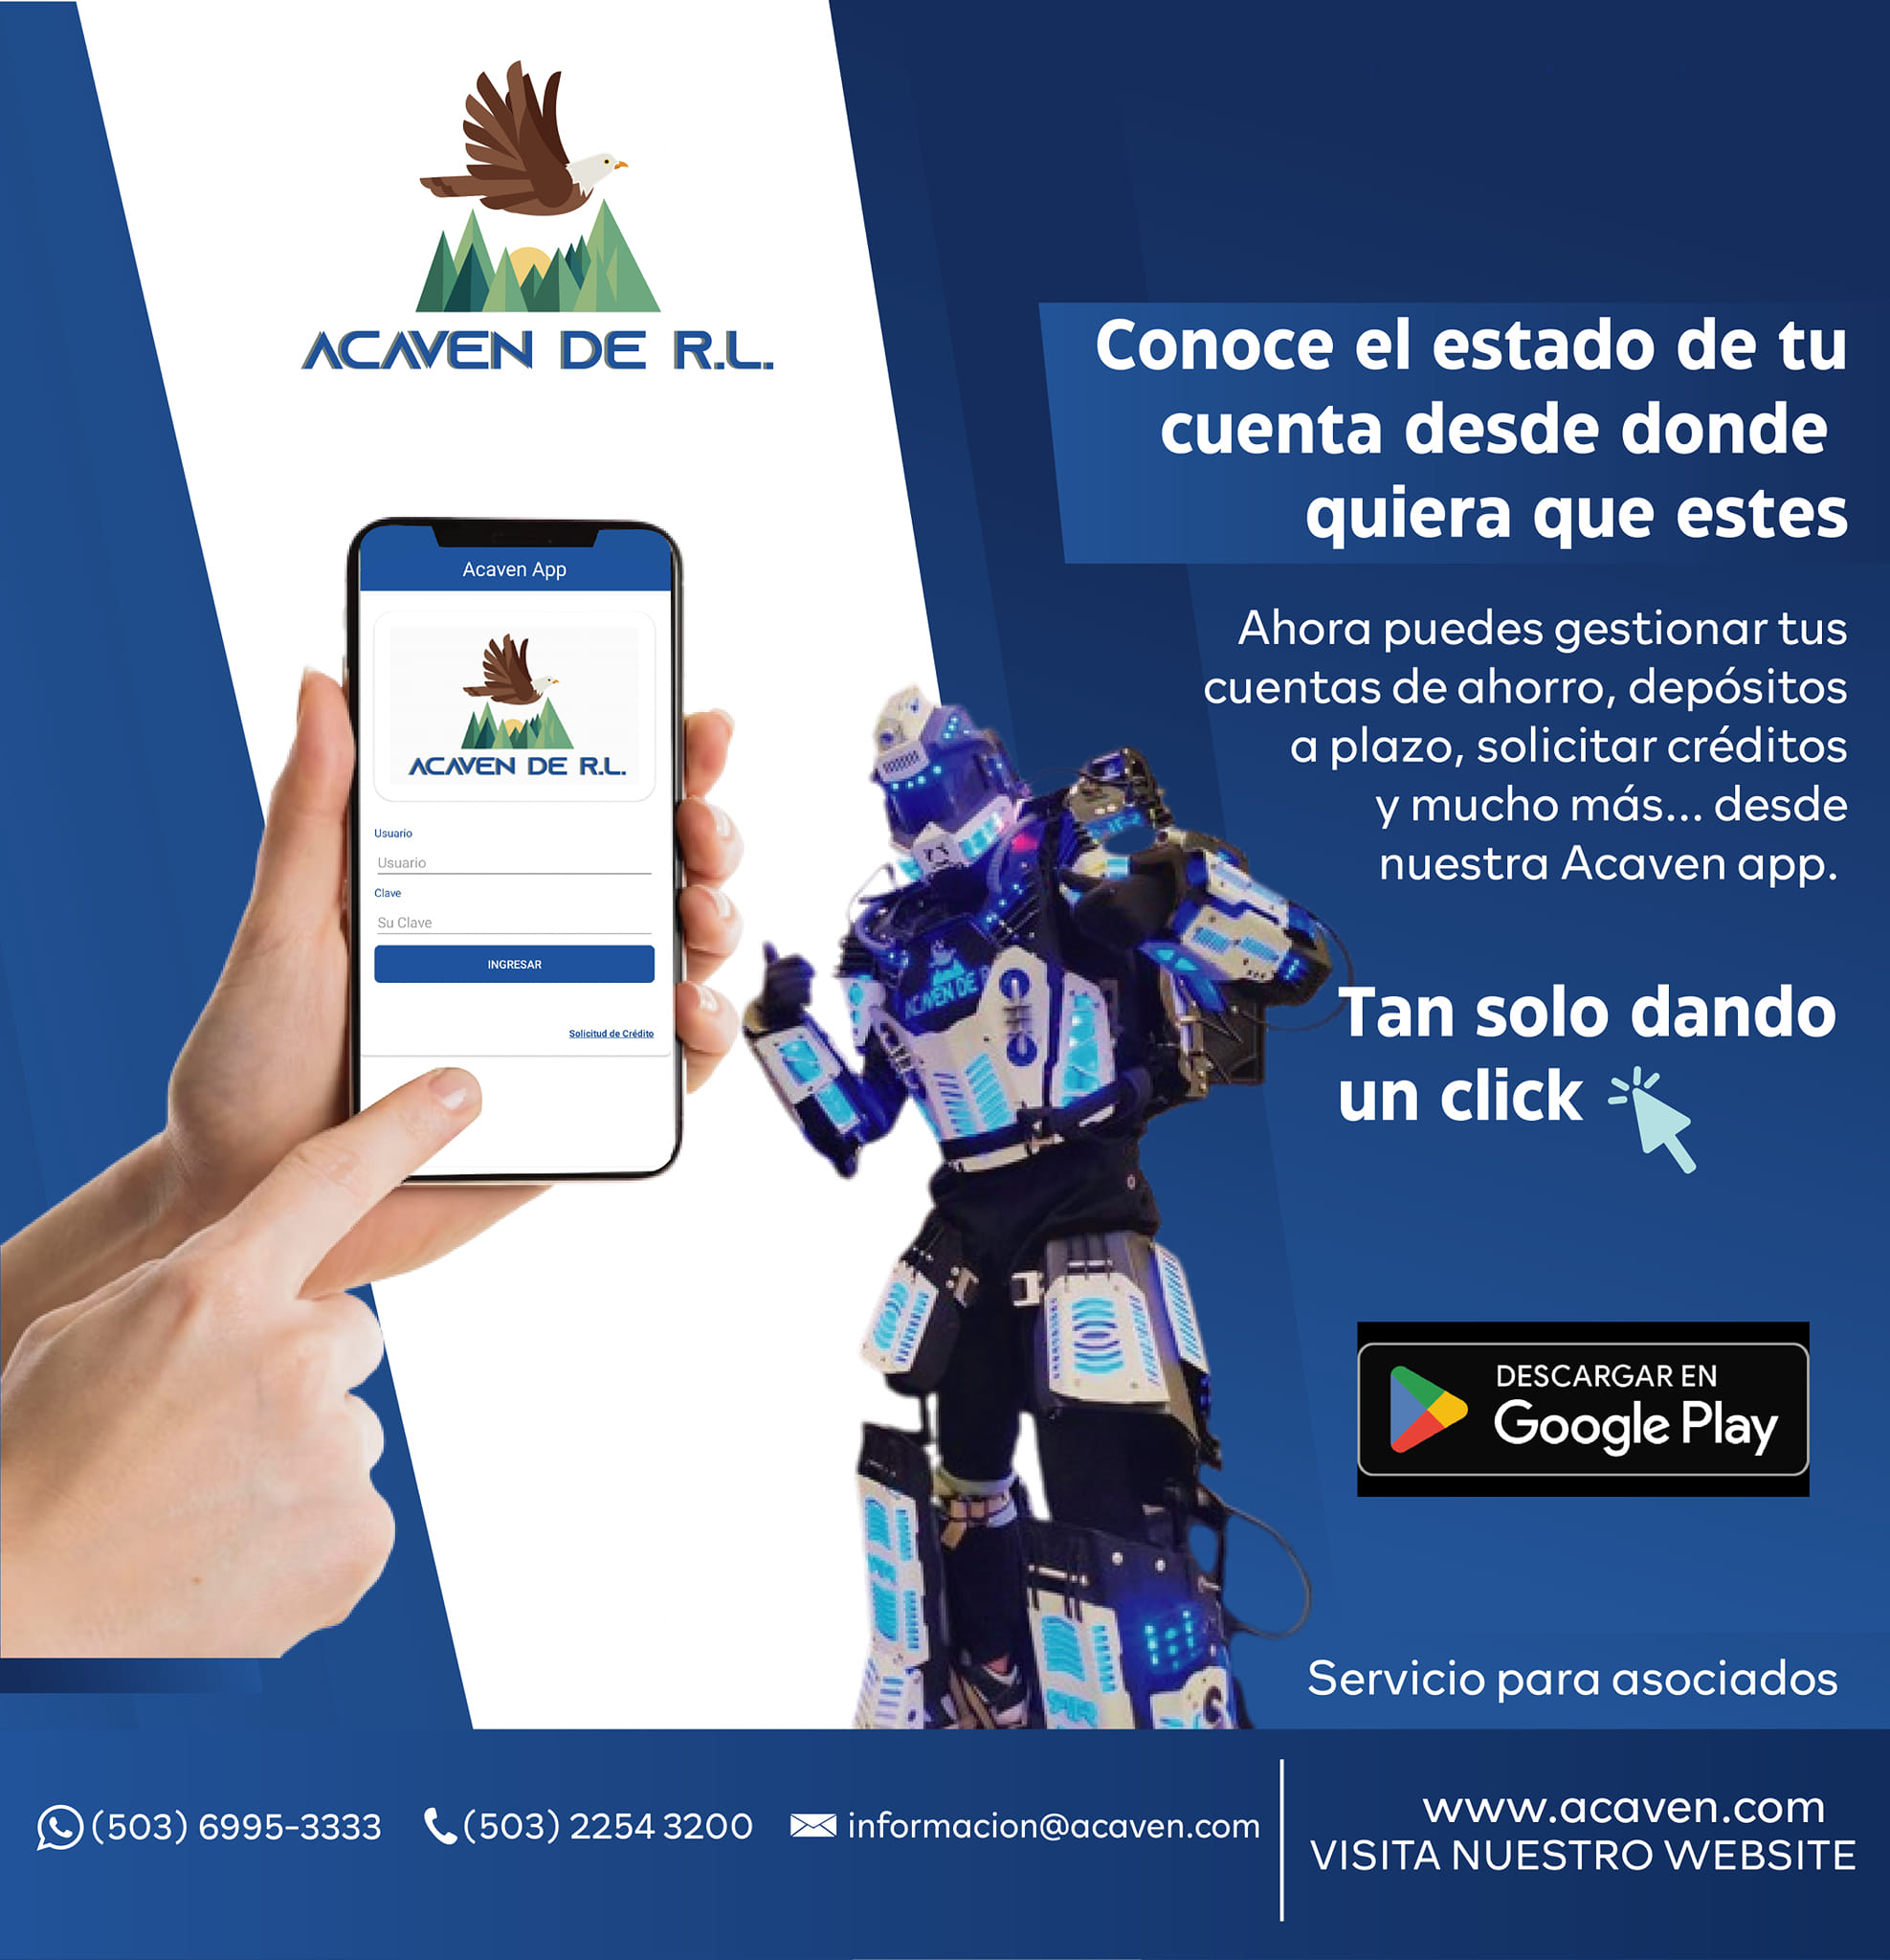 ACAVEN DE R.L.
Conoce el estado de tu
cuenta desde donde
quiera que estes
Ahora puedes gestionar tus
cuentas de ahorro, depósitos
a plazo, solicitar créditos
y mucho más... desde
nuestra Acaven app.
Tan solo dando
un click
Acaven App
ACAVEN DE R.L.
Usuario
Usuario
Clave
Su Clave
INGRESAR
Solicitud de Crédito
ACAVEN DE
DESCARGAR EN
Google Play
Servicio para asociados
(503) 6995-3333
(503) 2254 3200
informacion@acaven.com
www.acaven.com
VISITA NUESTRO WEBSITE